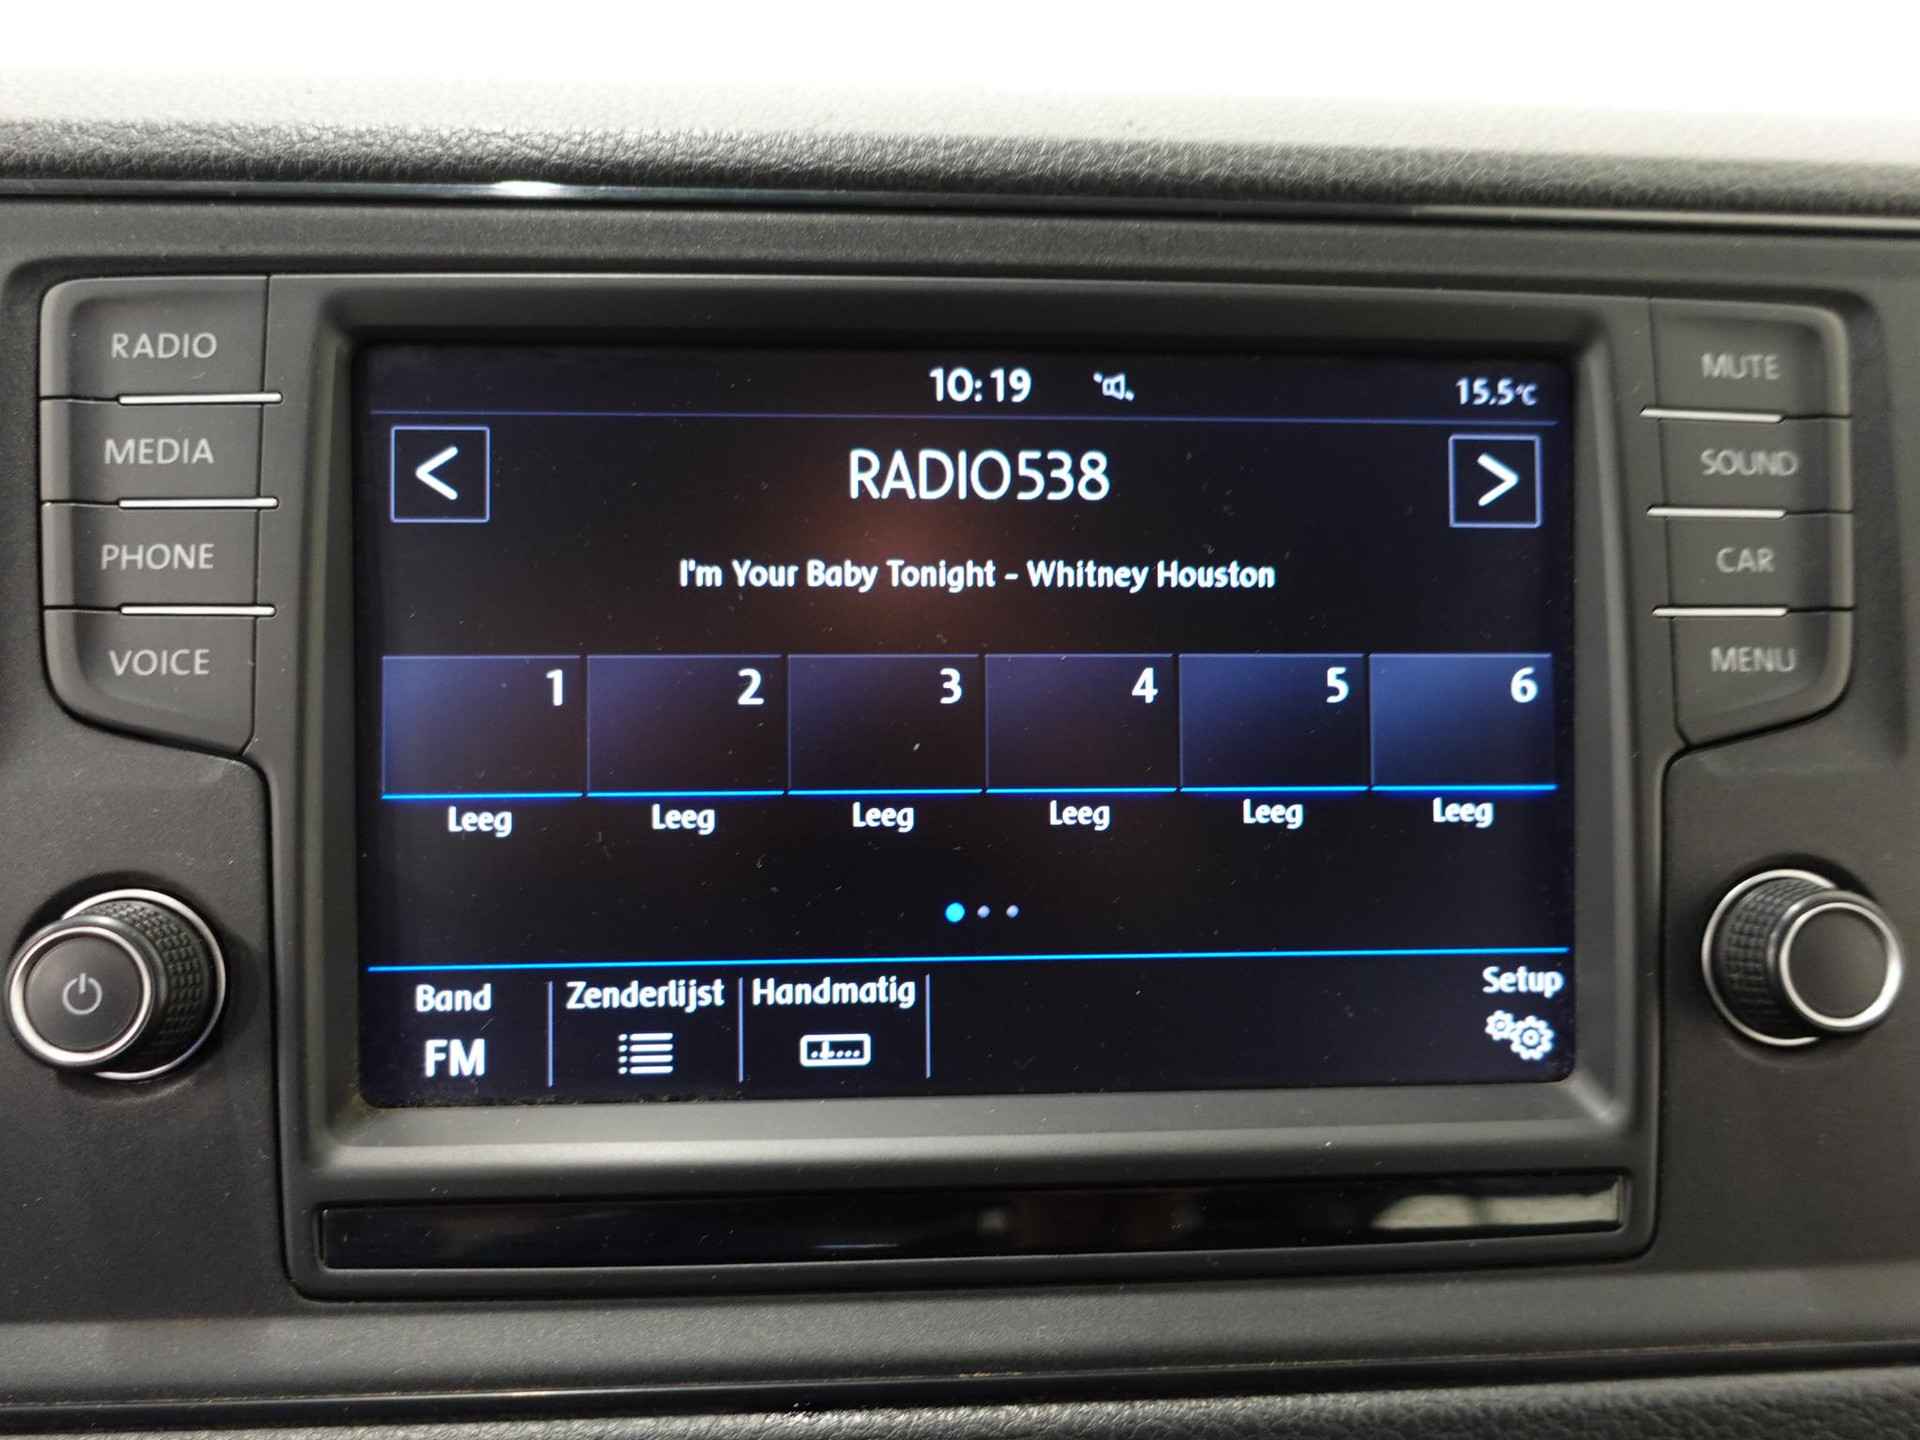 RADIO
MEDIA
PHONE
VOICE
10:19
15.5°C
<
RADIO538
>
I'm Your Baby Tonight - Whitney Houston
1 2 3 4 5 6
Leeg Leeg Leeg Leeg Leeg Leeg
Band Zenderlijst Handmatig Setup
FM
MUTE
SOUND
CAR
MENU